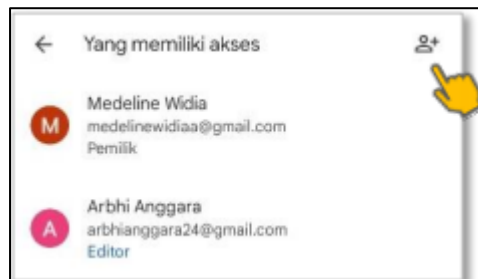 Yang memiliki akses
M
Medeline Widia
medelinewidiaa@gmail.com
Pemilik
A
Arbhi Anggara
arbhianggara24@gmail.com
Editor